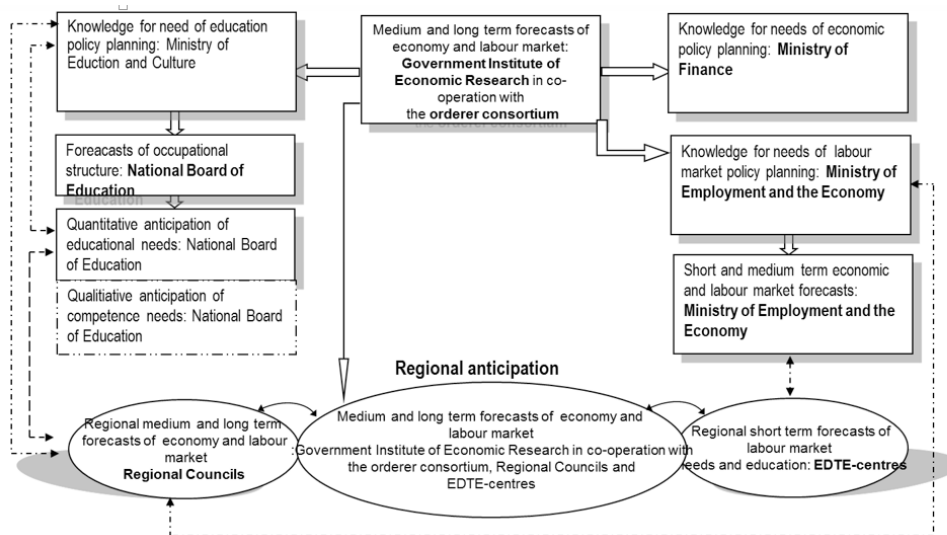 Knowledge for need of education
policy planning: Ministry of
Eduction and Culture
Medium and long term forecasts of
economy and labour market:
Government Institute of
Economic Research in co-
operation with
the orderer consortium
Knowledge for needs of economic
policy planning: Ministry of
Finance
Foreacasts of occupational
structure: National Board of
Education
Knowledge for needs of labour
market policy planning: Ministry of
Employment and the Economy
Quantitative anticipation of
educational needs: National Board
of Education
Qualitiative anticipation of
competence needs: National Board
of Education
Short and medium term economic
and labour market forecasts:
Ministry of Employment and the
Economy
Regional anticipation
Regional medium and long term
forecasts of economy and labour
market
Regional Councils
Medium and long term forecasts of economy and
labour market
:Government Institute of Economic Research in co-operation with
the orderer consortium, Regional Councils and
EDTE-centres
Regional short term forecasts of
labour market
needs and education: EDTE-centres